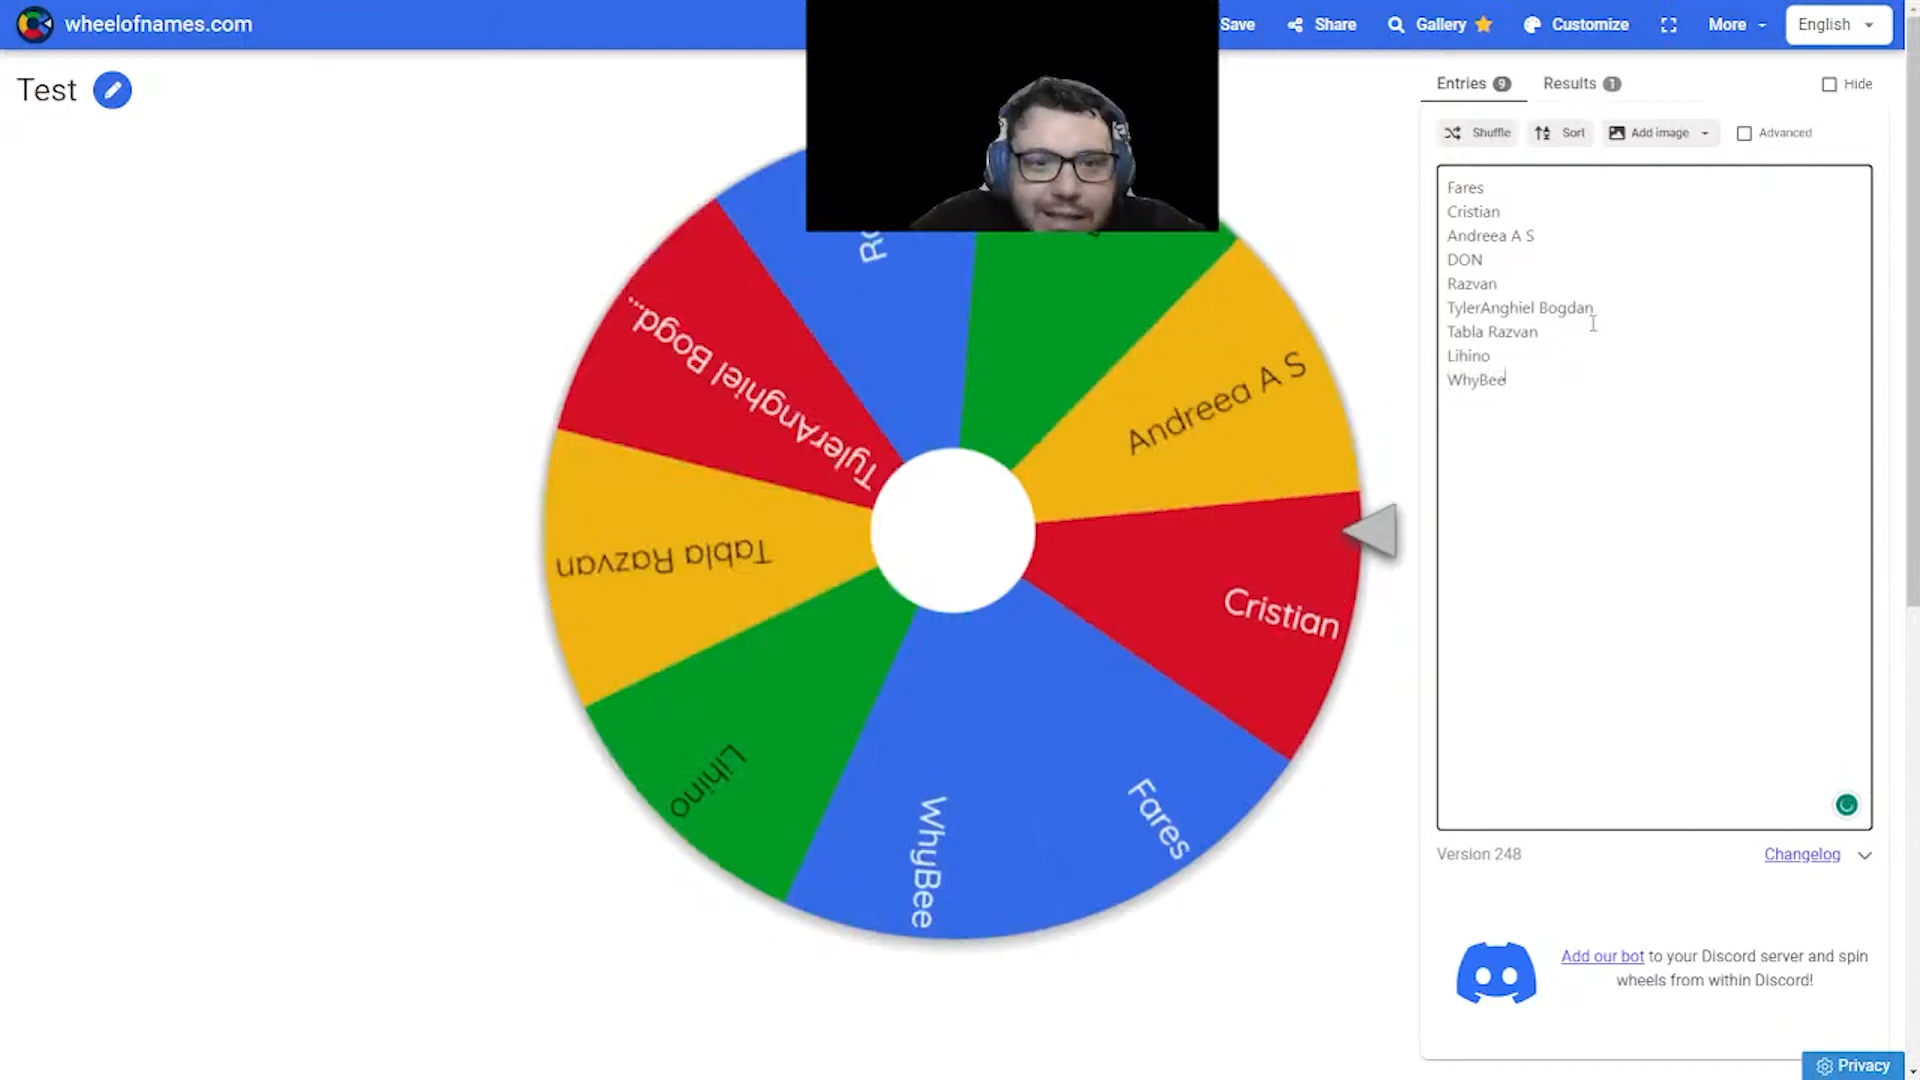 wheelofnames.com
Save
Share
Gallery
Customize
More
English
Test
Entries 9
Results 1
Hide
Shuffle
Sort
Add image
Advanced
Fares
Cristian
Andreea A S
DON
Razvan
TylerAnghiel Bogdan
Tabla Razvan
Lihino
WhyBee
Andreea A S
Cristian
Fares
WhyBee
Lihino
Tabla Razvan
TylerAnghiel Bogd...
Version 248
Changelog
Add our bot to your Discord server and spin
wheels from within Discord!
Privacy